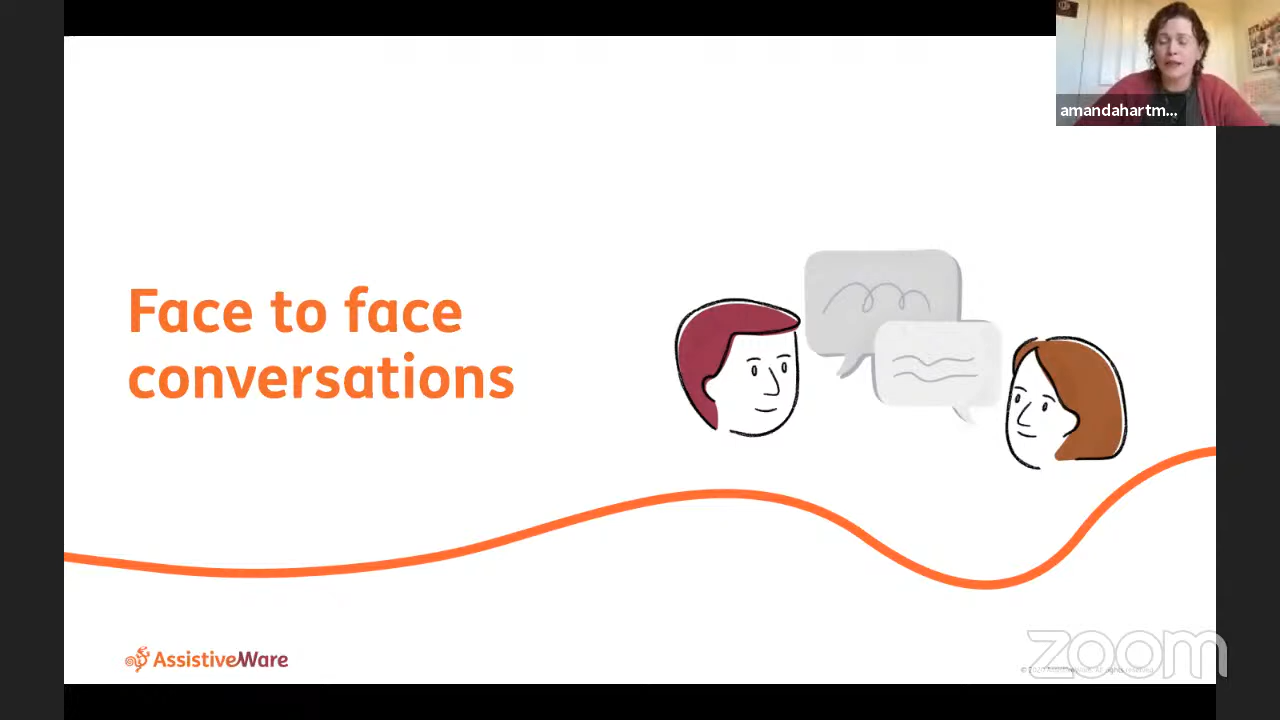 amandahartm...
Face to face
conversations
AssistiveWare
zoom